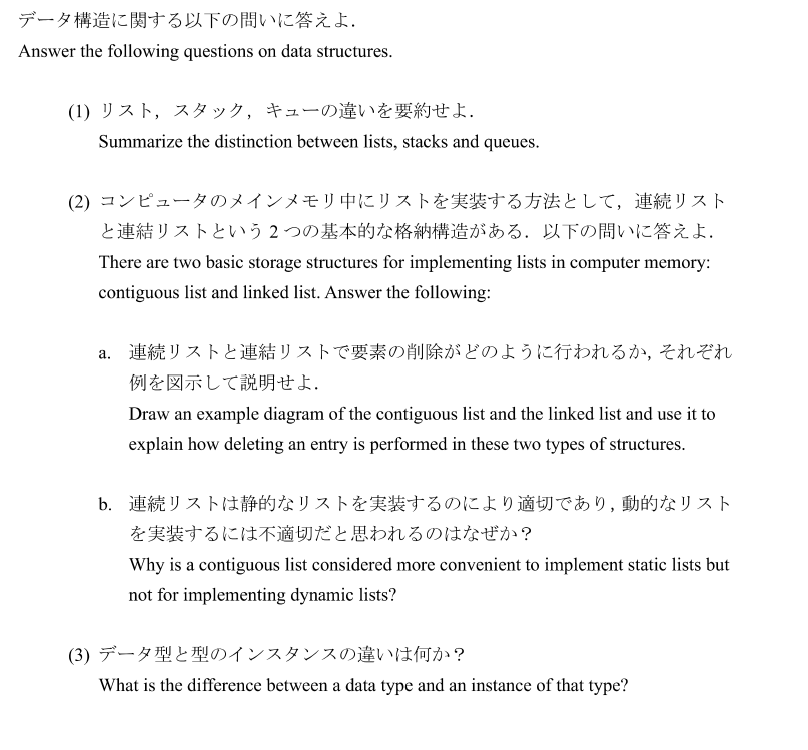 データ構造に関する以下の問いに答えよ．
Answer the following questions on data structures.
(1) リスト，スタック，キューの違いを要約せよ．
Summarize the distinction between lists, stacks and queues.
(2) コンピュータのメインメモリ中にリストを実装する方法として，連続リスト
と連結リストという 2 つの基本的な格納構造がある．以下の問いに答えよ．
There are two basic storage structures for implementing lists in computer memory:
contiguous list and linked list. Answer the following:
a. 連続リストと連結リストで要素の削除がどのように行われるか，それぞれ
例を図示して説明せよ．
Draw an example diagram of the contiguous list and the linked list and use it to
explain how deleting an entry is performed in these two types of structures.
b. 連続リストは静的なリストを実装するのにより適切であり，動的なリスト
を実装するには不適切だと思われるのはなぜか？
Why is a contiguous list considered more convenient to implement static lists but
not for implementing dynamic lists?
(3) データ型と型のインスタンスの違いは何か？
What is the difference between a data type and an instance of that type?